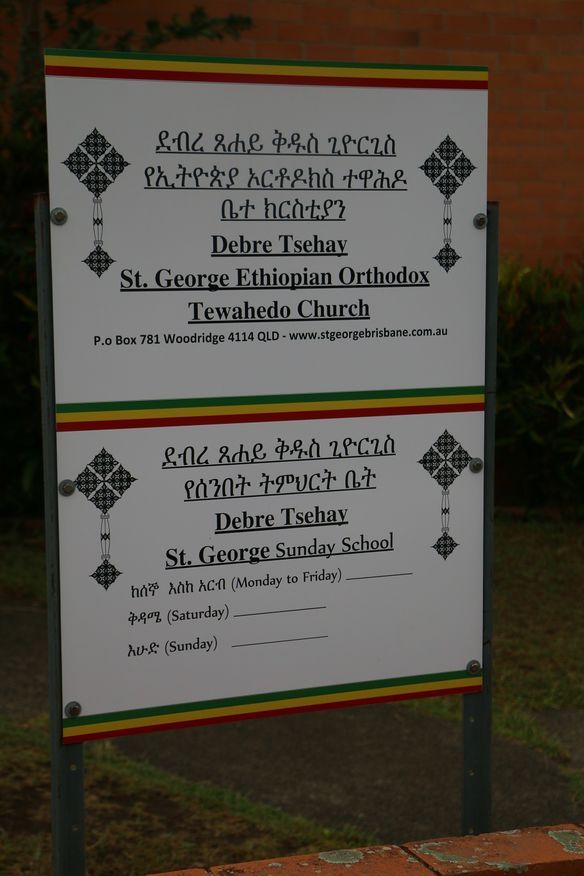 ደብረ ጸሐይ ቅዱስ ጊዮርጊስ
የኢትዮጵያ ኦርቶዶክስ ተዋሕዶ
ቤተ ክርስቲያን
Debre Tsehay
St. George Ethiopian Orthodox
Tewahedo Church
P.o Box 781 Woodridge 4114 QLD - www.stgeorgebrisbane.com.au
ደብረ ጸሐይ ቅዱስ ጊዮርጊስ
የሰንበት ትምህርት ቤት
Debre Tsehay
St. George Sunday School
ከሰኞ እስከ አርብ (Monday to Friday)
ቅዳሜ (Saturday)
እሁድ (Sunday)